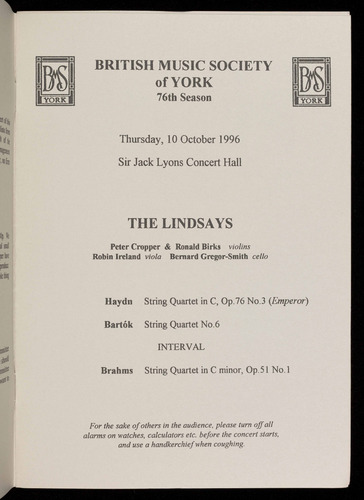 BMS
YORK
BRITISH MUSIC SOCIETY
of YORK
76th Season
BMS
YORK
Thursday, 10 October 1996
Sir Jack Lyons Concert Hall
THE LINDSAYS
Peter Cropper & Ronald Birks violins
Robin Ireland viola Bernard Gregor-Smith cello
Haydn String Quartet in C, Op.76 No.3 (Emperor)
Bartók String Quartet No.6
INTERVAL
Brahms String Quartet in C minor, Op.51 No.1
For the sake of others in the audience, please turn off all
alarms on watches, calculators etc. before the concert starts,
and use a handkerchief when coughing.